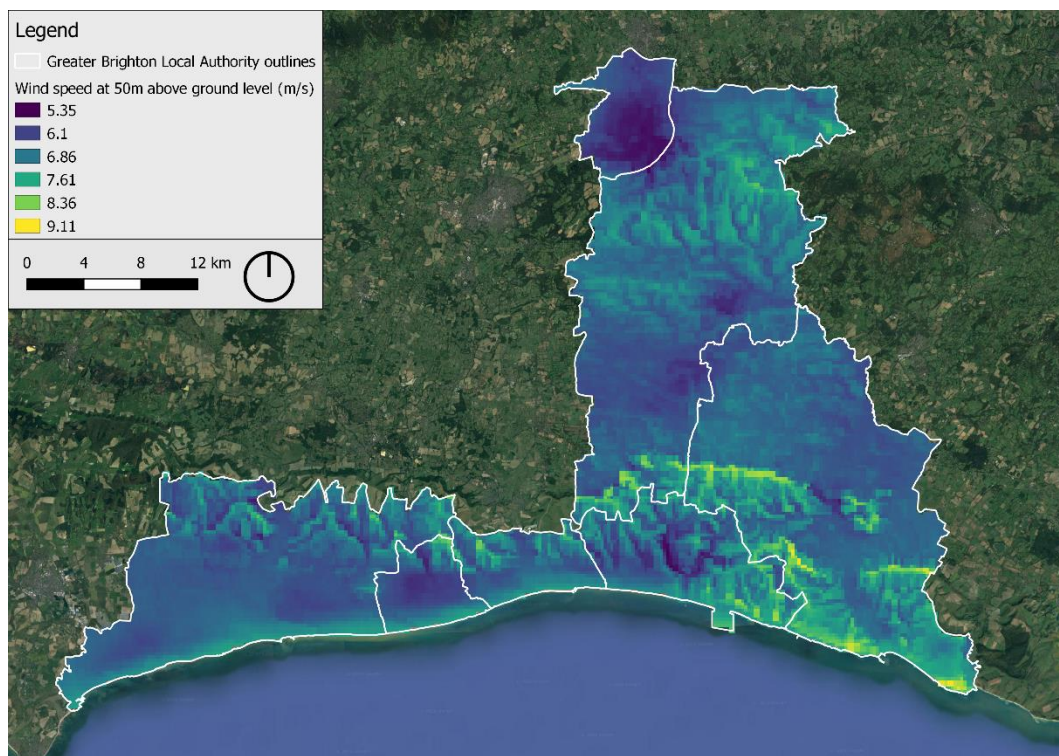 Legend
Greater Brighton Local Authority outlines
Wind speed at 50m above ground level (m/s)
5.35
6.1
6.86
7.61
8.36
9.11
0 4 8 12 km